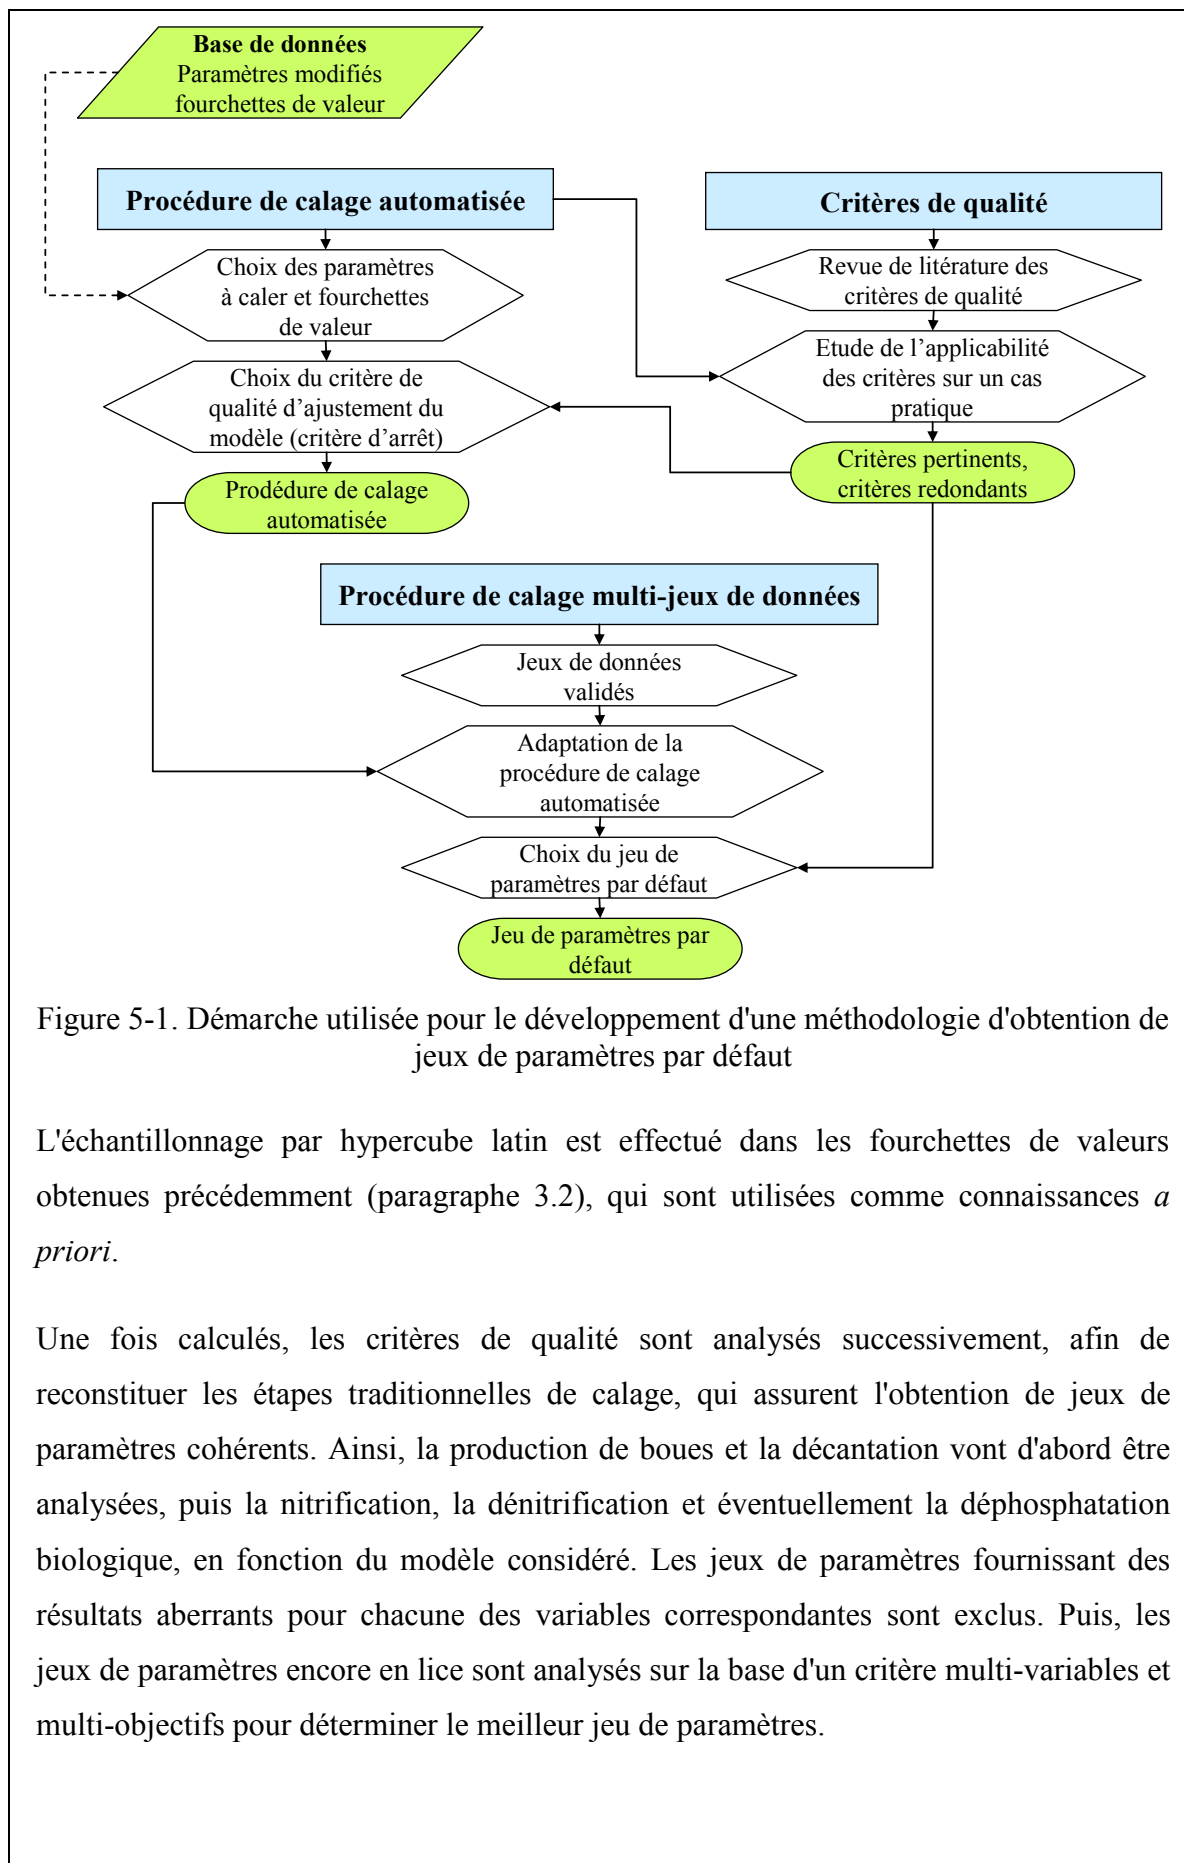 Base de données
Paramètres modifiés
fourchettes de valeur
Procédure de calage automatisée
Choix des paramètres
à caler et fourchettes
de valeur
Choix du critère de
qualité d’ajustement du
modèle (critère d’arrêt)
Prodédure de calage
automatisée
Critères de qualité
Revue de litérature des
critères de qualité
Etude de l’applicabilité
des critères sur un cas
pratique
Critères pertinents,
critères redondants
Procédure de calage multi-jeux de données
Jeux de données
validés
Adaptation de la
procédure de calage
automatisée
Choix du jeu de
paramètres par défaut
Jeu de paramètres par
défaut
Figure 5-1. Démarche utilisée pour le développement d'une méthodologie d'obtention de
jeux de paramètres par défaut
L'échantillonnage par hypercube latin est effectué dans les fourchettes de valeurs
obtenues précédemment (paragraphe 3.2), qui sont utilisées comme connaissances a
priori.
Une fois calculés, les critères de qualité sont analysés successivement, afin de
reconstituer les étapes traditionnelles de calage, qui assurent l'obtention de jeux de
paramètres cohérents. Ainsi, la production de boues et la décantation vont d'abord être
analysées, puis la nitrification, la dénitrification et éventuellement la déphosphatation
biologique, en fonction du modèle considéré. Les jeux de paramètres fournissant des
résultats aberrants pour chacune des variables correspondantes sont exclus. Puis, les
jeux de paramètres encore en lice sont analysés sur la base d'un critère multi-variables et
multi-objectifs pour déterminer le meilleur jeu de paramètres.